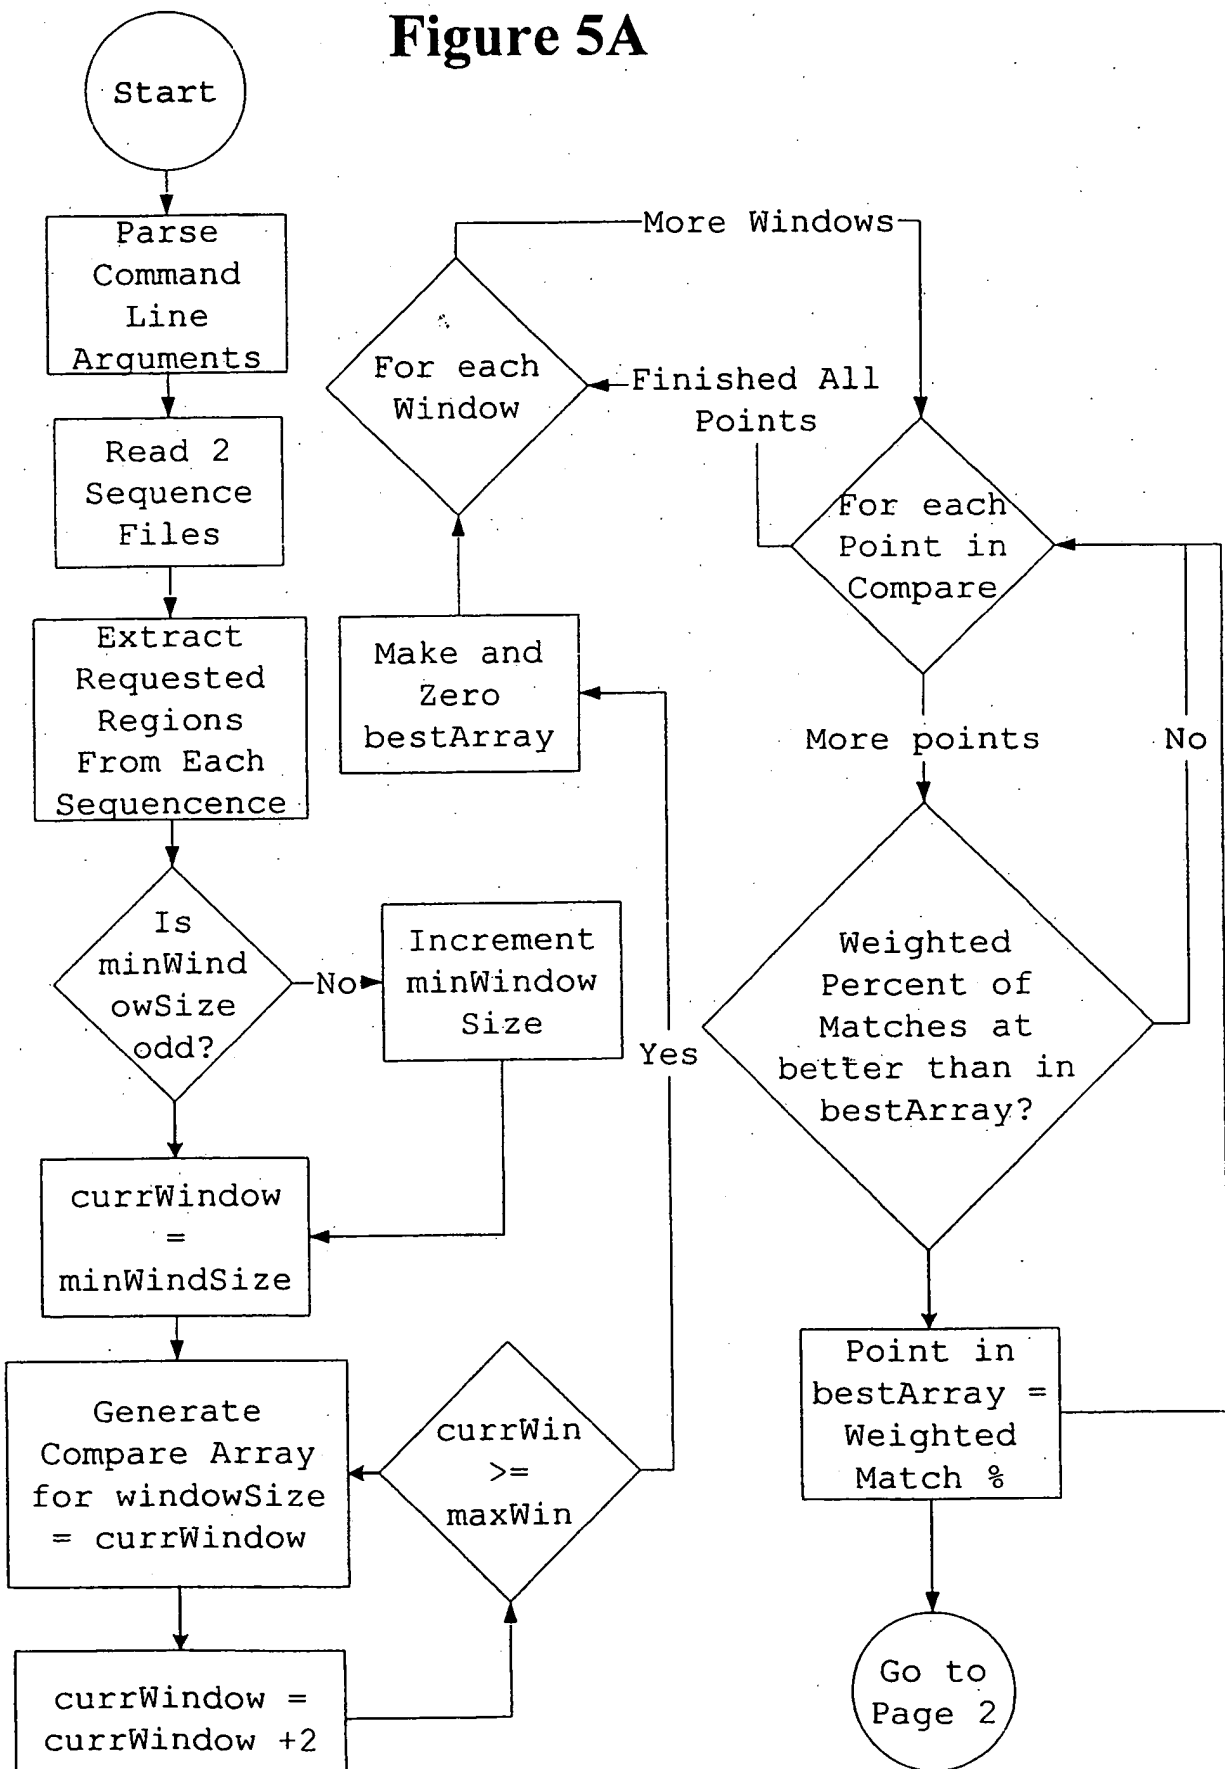 Figure 5A
Start
Parse
Command
Line
Arguments
Read 2
Sequence
Files
Extract
Requested
Regions
From Each
Sequencence
Is
minWind
owSize
odd?
No
Increment
minWindow
Size
currWindow
=
minWindSize
Generate
Compare Array
for windowSize
= currWindow
currWindow =
currWindow +2
currWin
>=
maxWin
Yes
Make and
Zero
bestArray
For each
Window
More Windows
Finished All
Points
For each
Point in
Compare
More points
No
Weighted
Percent of
Matches at
better than in
bestArray?
Point in
bestArray =
Weighted
Match %
Go to
Page 2